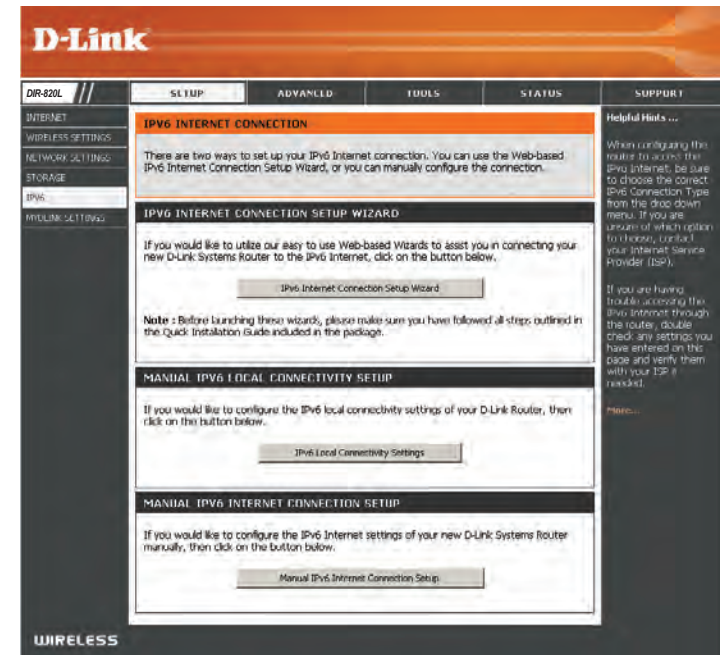 D-Link
DIR-820L
SETUP
ADVANCED
TOOLS
STATUS
SUPPORT
INTERNET
WIRELESS SETTINGS
NETWORK SETTINGS
STORAGE
IPV6
MYDLINK SETTINGS
IPV6 INTERNET CONNECTION
There are two ways to set up your IPv6 Internet connection. You can use the Web-based
IPv6 Internet Connection Setup Wizard, or you can manually configure the connection.
IPV6 INTERNET CONNECTION SETUP WIZARD
If you would like to utilize our easy to use Web-based Wizards to assist you in connecting your
new D-Link Systems Router to the IPv6 Internet, click on the button below.
IPv6 Internet Connection Setup Wizard
Note : Before launching these wizards, please make sure you have followed all steps outlined in
the Quick Installation Guide included in the package.
MANUAL IPV6 LOCAL CONNECTIVITY SETUP
If you would like to configure the IPv6 local connectivity settings of your D-Link Router, then
click on the button below.
IPv6 Local Connectivity Settings
MANUAL IPV6 INTERNET CONNECTION SETUP
If you would like to configure the IPv6 Internet settings of your new D-Link Systems Router
manually, then click on the button below.
Manual IPv6 Internet Connection Setup
Helpful Hints ...
When configuring the
router to access the
IPv6 Internet, be sure
to choose the correct
IPv6 Connection Type
from the drop down
menu. If you are
unsure of which option
to choose, contact
your Internet Service
Provider (ISP).
If you are having
trouble accessing the
IPv6 Internet through
the router, double
check any settings you
have entered on this
page and verify them
with your ISP if
needed.
More...
WIRELESS